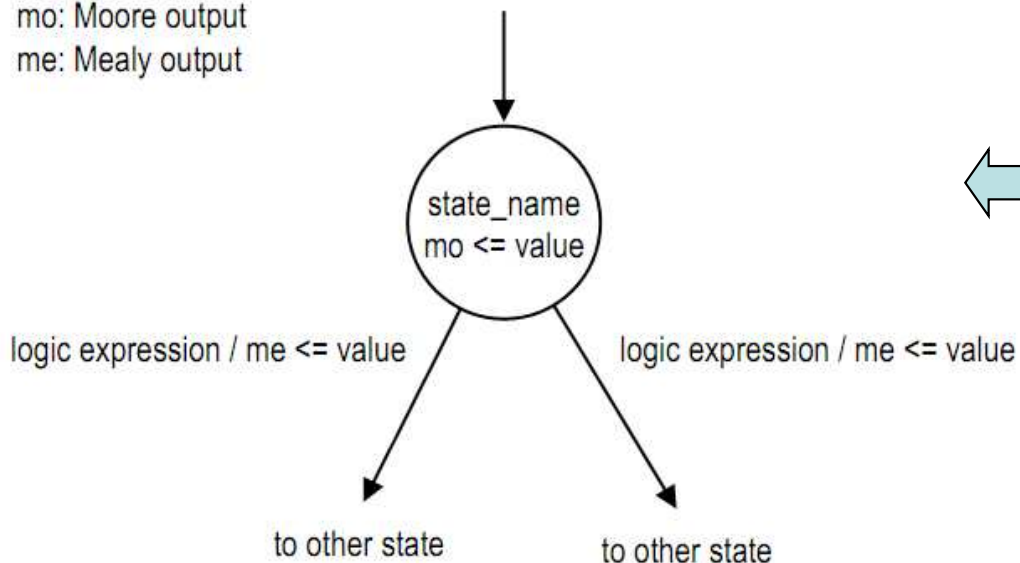 mo: Moore output
me: Mealy output
state_name
mo <= value
logic expression / me <= value
logic expression / me <= value
to other state
to other state